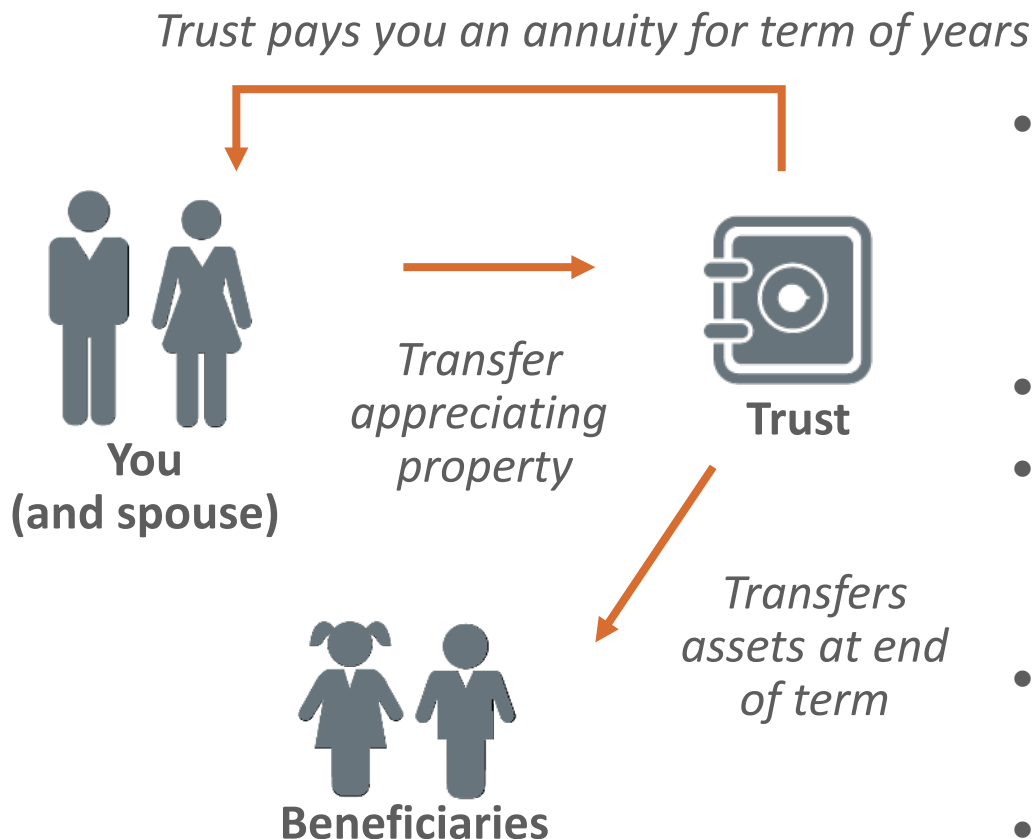 Trust pays you an annuity for term of years
Transfer
appreciating
property
Trust
You
(and spouse)
Transfers
assets at end
of term
Beneficiaries
•
•
•
•
•